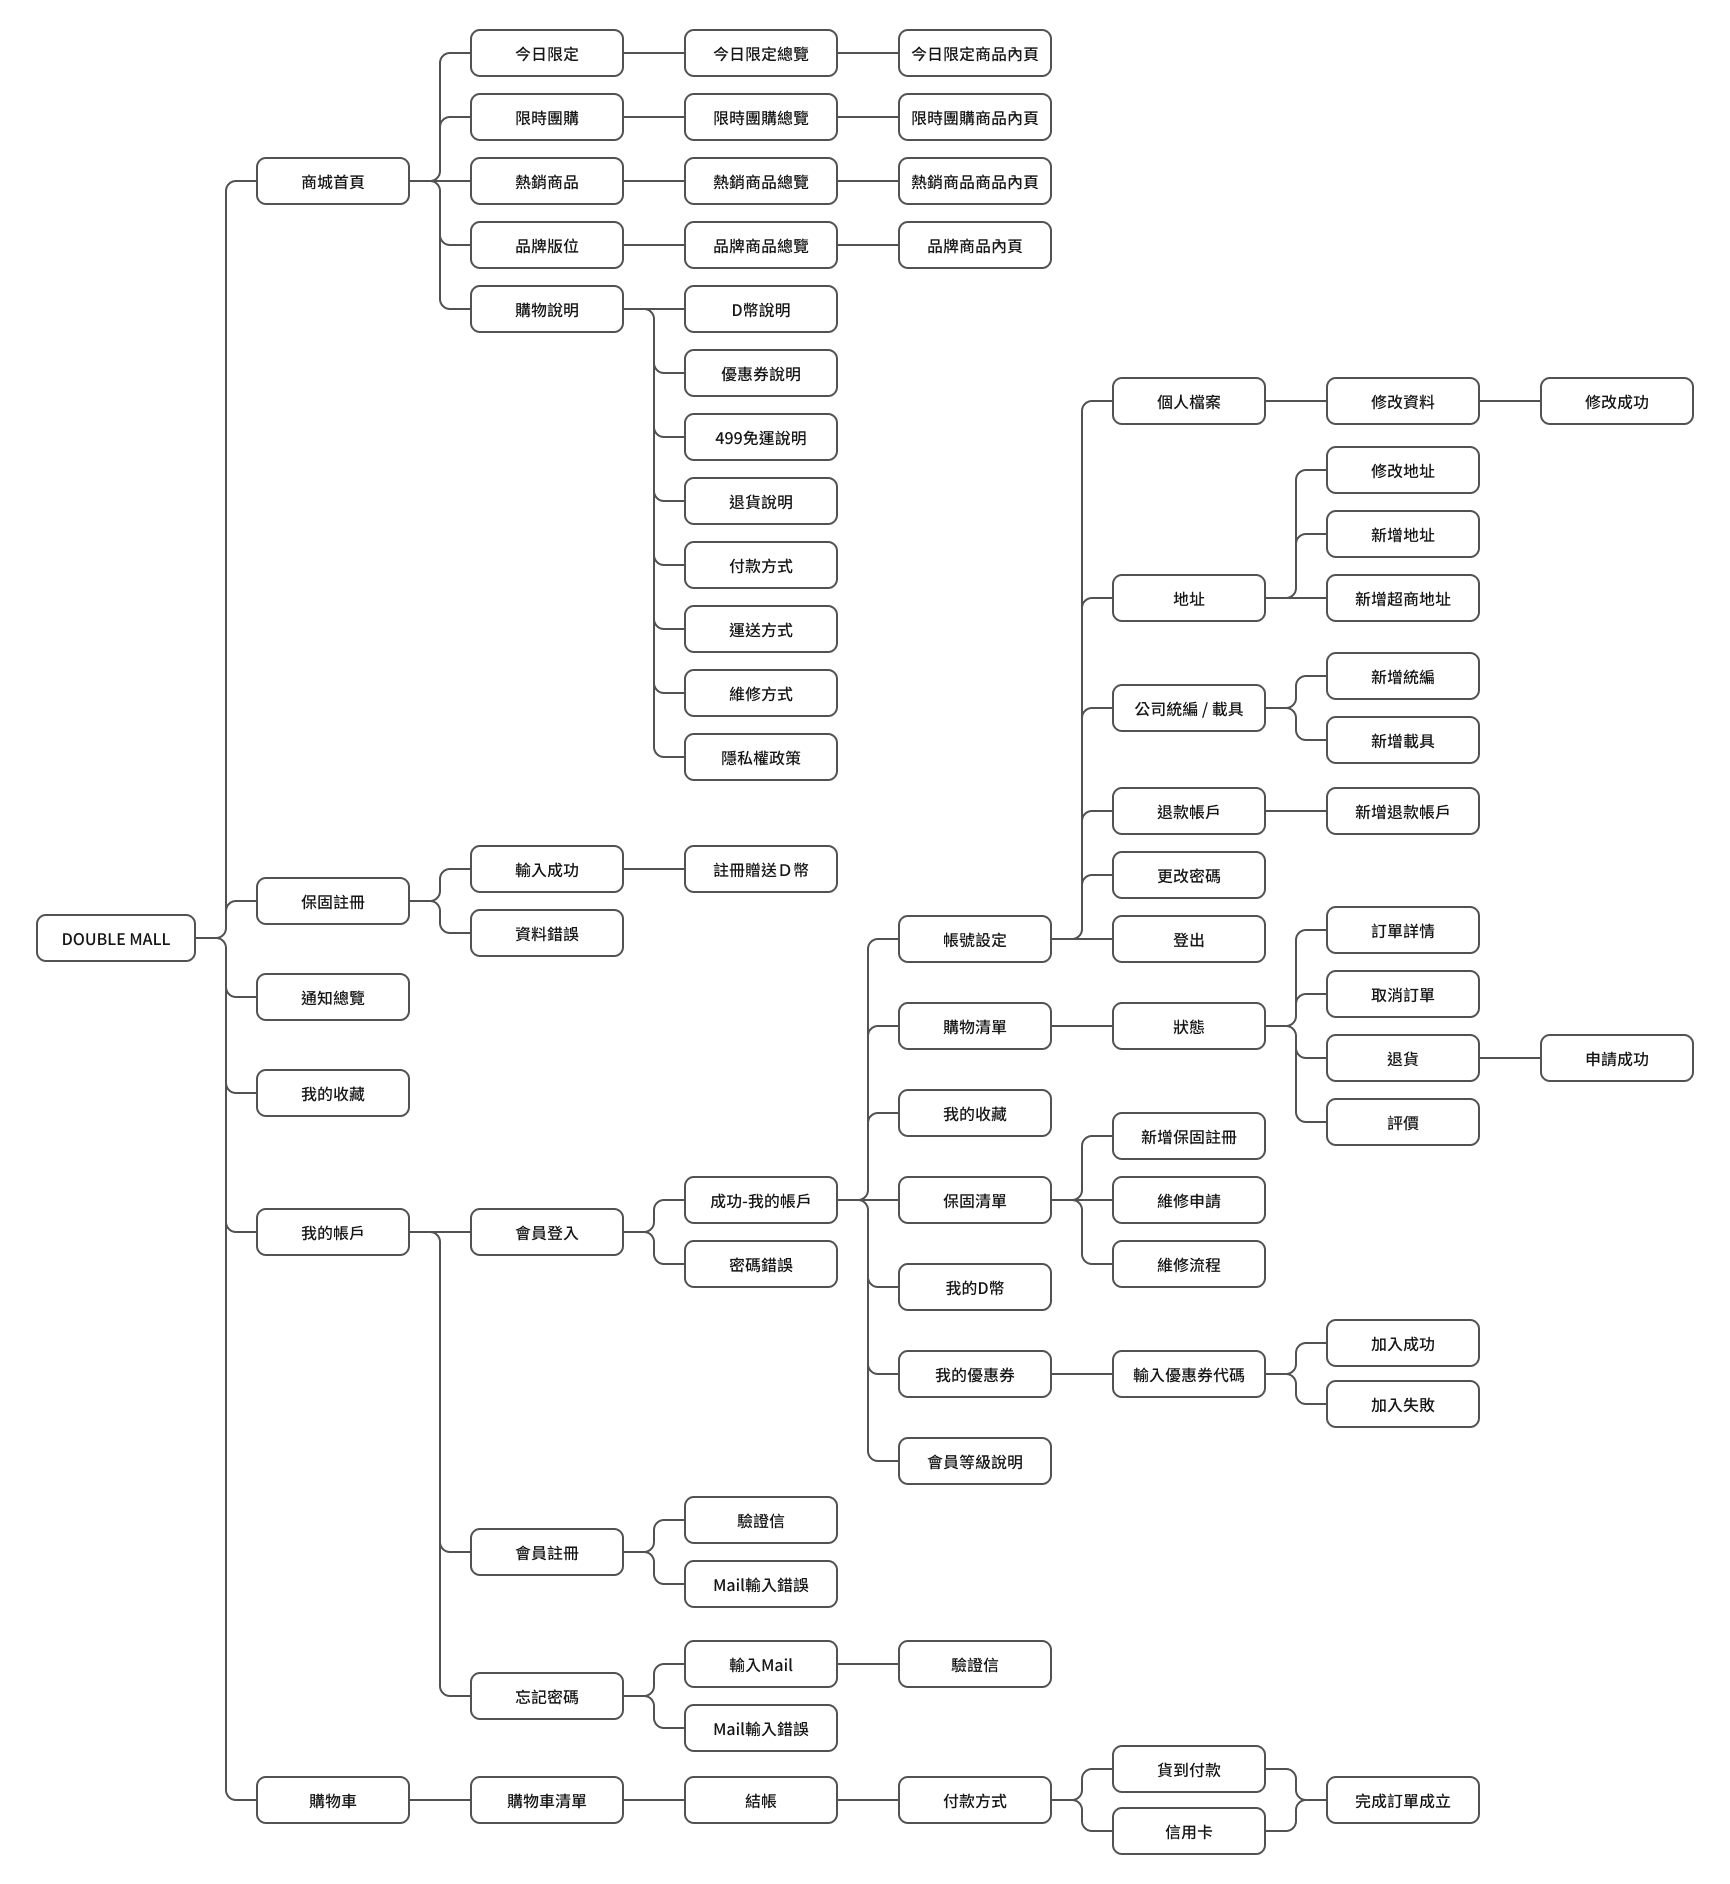 DOUBLE MALL
商城首頁
今日限定
今日限定總覽
今日限定商品內頁
限時團購
限時團購總覽
限時團購商品內頁
熱銷商品
熱銷商品總覽
熱銷商品商品內頁
品牌版位
品牌商品總覽
品牌商品內頁
購物說明
D幣說明
優惠券說明
499免運說明
退貨說明
付款方式
運送方式
維修方式
隱私權政策
保固註冊
輸入成功
註冊贈送Ｄ幣
資料錯誤
通知總覽
我的收藏
我的帳戶
會員登入
成功-我的帳戶
帳號設定
個人檔案
修改資料
修改成功
地址
修改地址
新增地址
新增超商地址
公司統編 / 載具
新增統編
新增載具
退款帳戶
新增退款帳戶
更改密碼
登出
購物清單
狀態
訂單詳情
取消訂單
退貨
申請成功
評價
我的收藏
保固清單
新增保固註冊
維修申請
維修流程
我的D幣
我的優惠券
輸入優惠券代碼
加入成功
加入失敗
會員等級說明
密碼錯誤
會員註冊
驗證信
Mail輸入錯誤
忘記密碼
輸入Mail
驗證信
Mail輸入錯誤
購物車
購物車清單
結帳
付款方式
貨到付款
信用卡
完成訂單成立